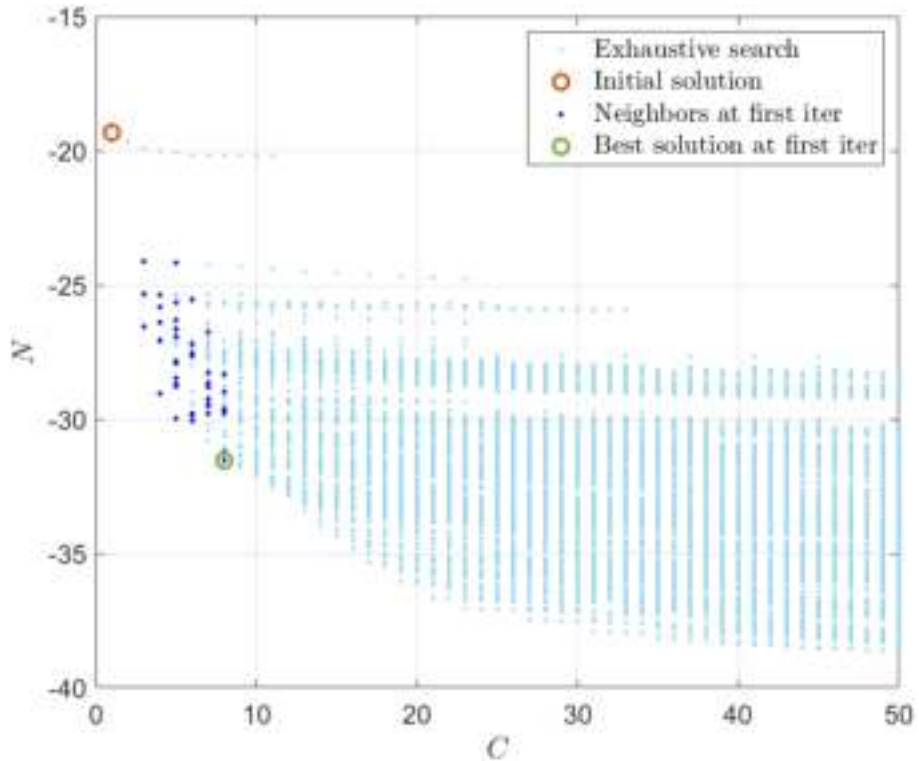 -15
Exhaustive search
Initial solution
Neighbors at first iter
Best solution at first iter
-20
-25
N
-30
-35
-40
0 10 20 30 40 50
C